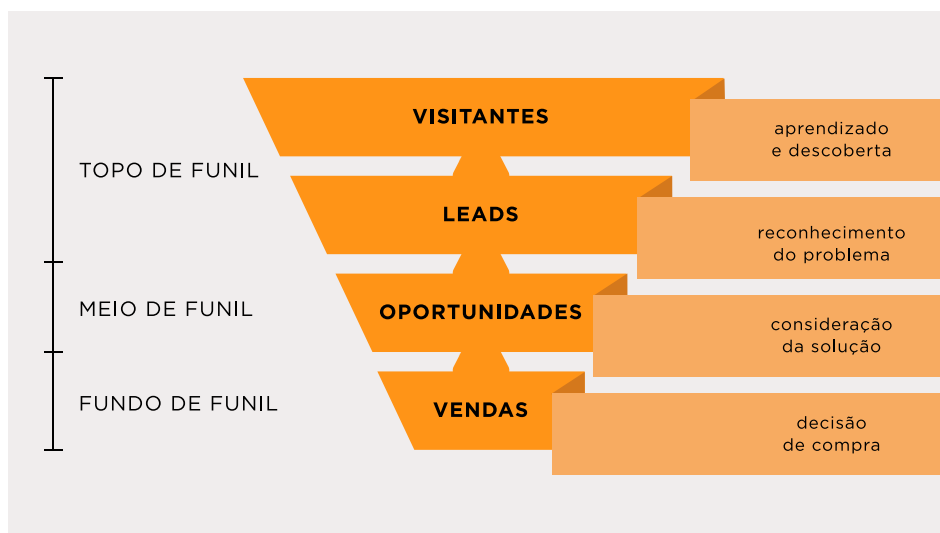 VISITANTES
aprendizado
e descoberta
TOPO DE FUNIL
LEADS
reconhecimento
do problema
MEIO DE FUNIL
OPORTUNIDADES
consideração
da solução
FUNDO DE FUNIL
VENDAS
decisão
de compra